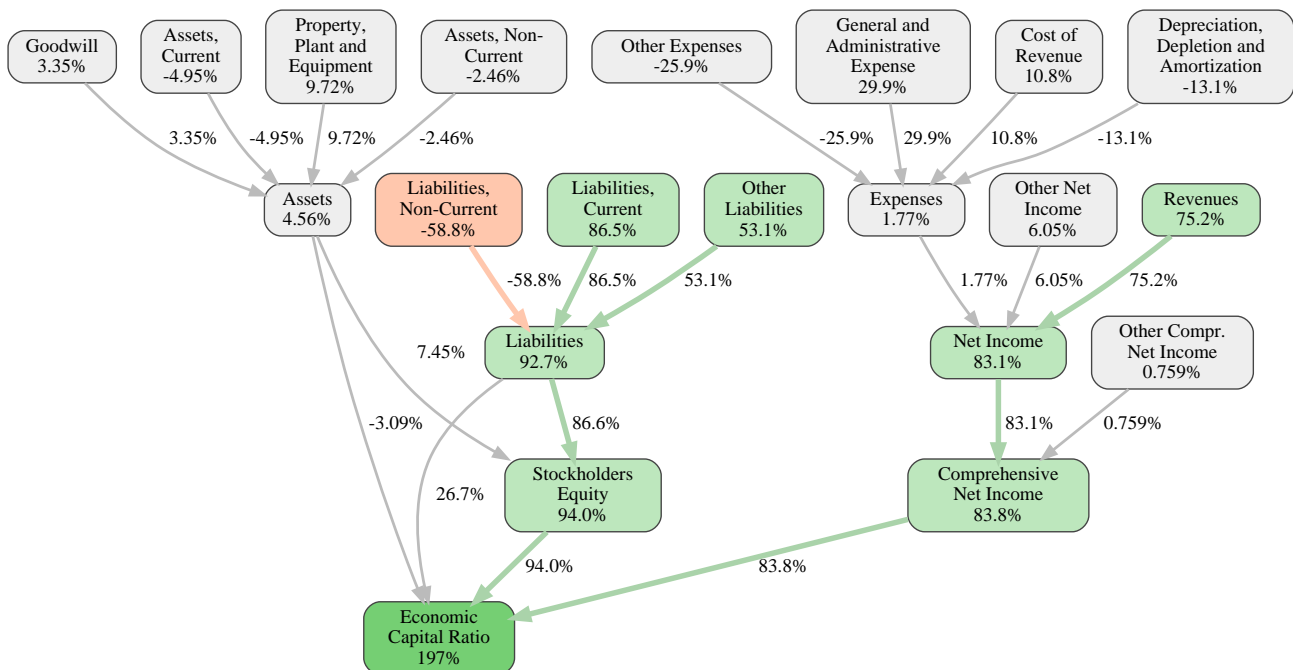 Goodwill
3.35%
Assets,
Current
-4.95%
Property,
Plant and
Equipment
9.72%
Assets, Non-
Current
-2.46%
Other Expenses
-25.9%
General and
Administrative
Expense
29.9%
Cost of
Revenue
10.8%
Depreciation,
Depletion and
Amortization
-13.1%
3.35%
-4.95%
9.72%
-2.46%
-25.9%
29.9%
10.8%
-13.1%
Assets
4.56%
Liabilities,
Non-Current
-58.8%
Liabilities,
Current
86.5%
Other
Liabilities
53.1%
Expenses
1.77%
Other Net
Income
6.05%
Revenues
75.2%
-58.8%
86.5%
53.1%
1.77%
6.05%
75.2%
7.45%
Liabilities
92.7%
Net Income
83.1%
Other Compr.
Net Income
0.759%
-3.09%
86.6%
83.1%
0.759%
26.7%
Stockholders
Equity
94.0%
Comprehensive
Net Income
83.8%
94.0%
83.8%
Economic
Capital Ratio
197%